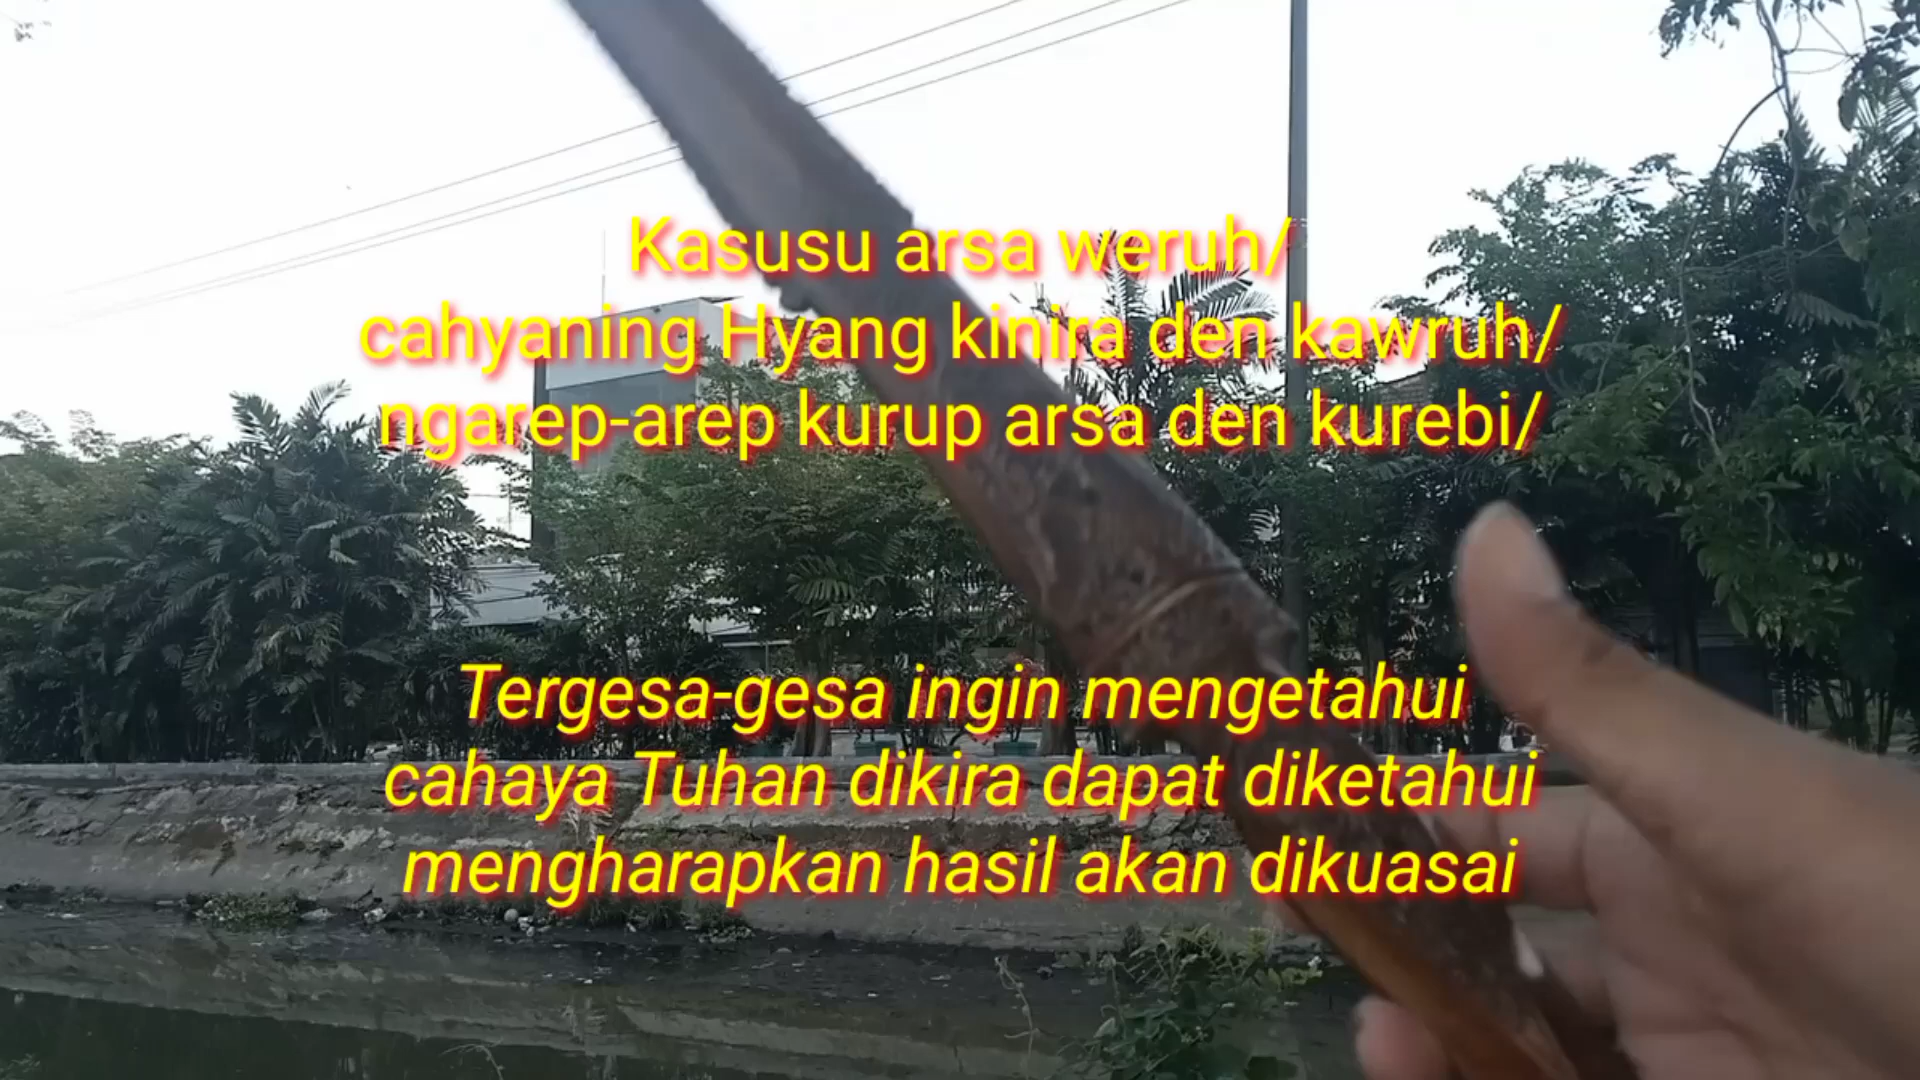 Kasusu arsa weruh/
cahyaning Hyang kinira den kawruh/
ngarep-arep kurup arsa den kurebi/
Tergesa-gesa ingin mengetahui
cahaya Tuhan dikira dapat diketahui
mengharapkan hasil akan dikuasai